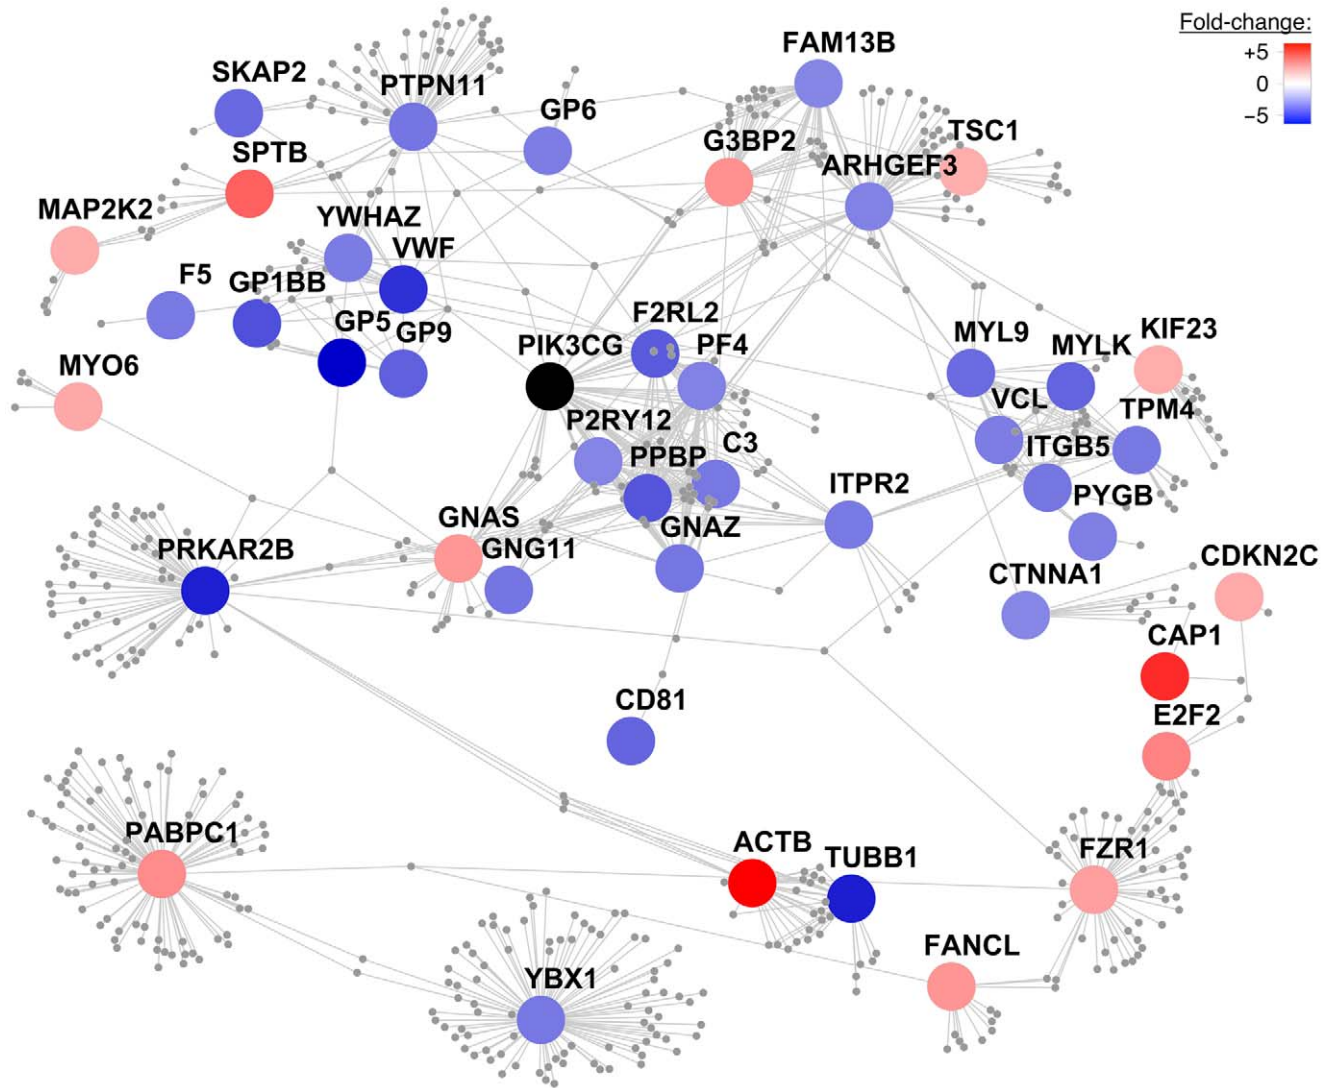 Fold-change:
+5
0
−5
FAM13B
SKAP2
PTPN11
GP6
TSC1
G3BP2
SPTB
ARHGEF3
MAP2K2
YWHAZ
VWF
F5
GP1BB
F2RL2
GP5
GP9
PIK3CG
PF4
MYL9
MYLK
KIF23
MYO6
VCL
TPM4
P2RY12
C3
ITGB5
PPBP
ITPR2
PYGB
GNAS
GNAZ
PRKAR2B
GNG11
CTNNA1
CDKN2C
CAP1
CD81
E2F2
PABPC1
ACTB
TUBB1
FZR1
FANCL
YBX1